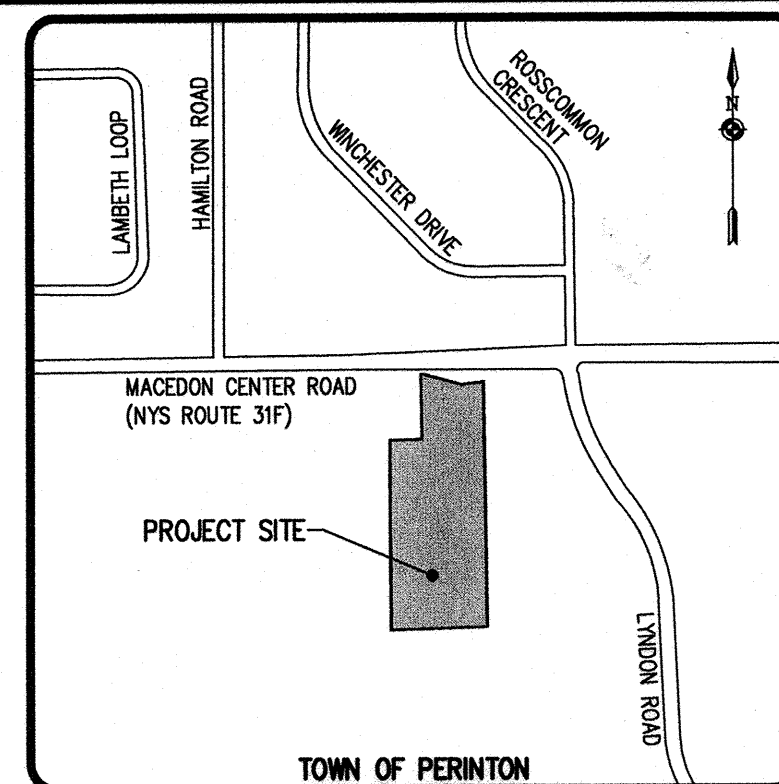 LAMBETH LOOP
HAMILTON ROAD
WINCHESTER DRIVE
ROSSCOMMON
CRESCENT
N
MACEDON CENTER ROAD
(NYS ROUTE 31F)
PROJECT SITE
LYNDON ROAD
TOWN OF PERINTON